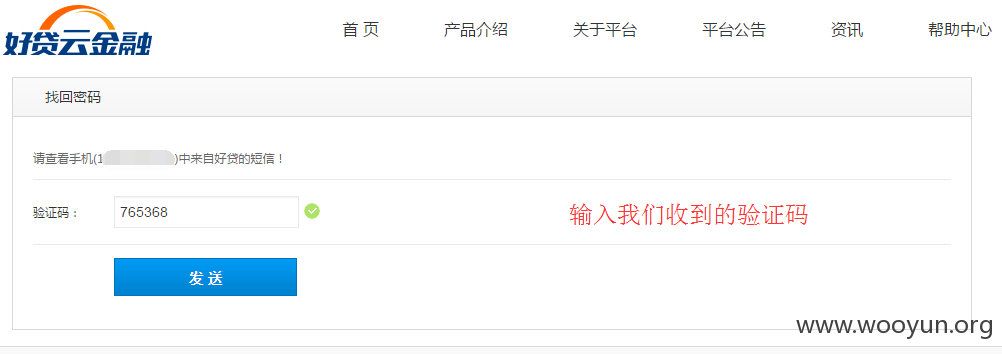 好贷云金融
首 页 产品介绍 关于平台 平台公告 资讯 帮助中心
找回密码
请查看手机(1 )中来自好贷的短信！
验证码： 765368 输入我们收到的验证码
发 送
www.wooyun.org